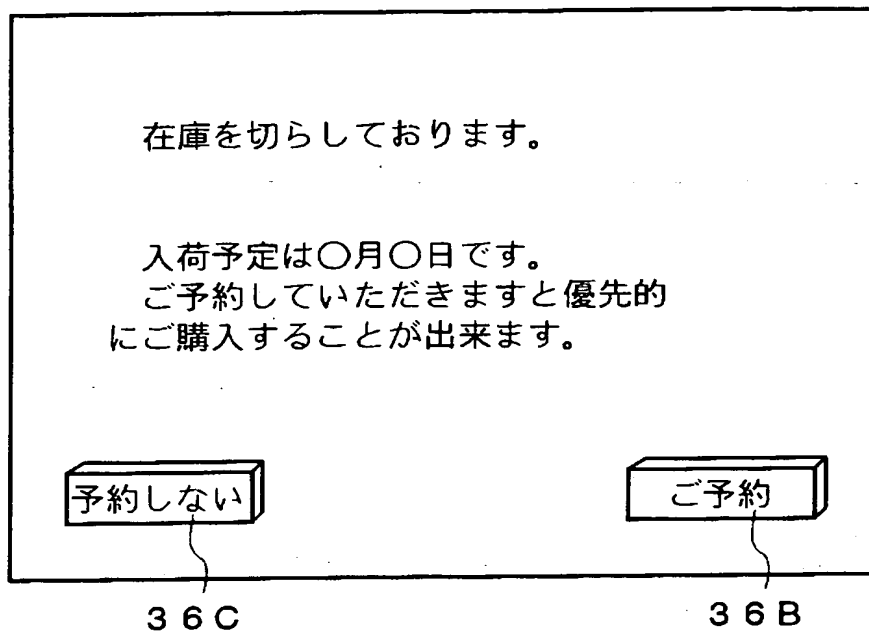 在庫を切らしております。
入荷予定は〇月〇日です。
ご予約していただきますと優先的
にご購入することが出来ます。
予約しない
ご予約
36C
36B